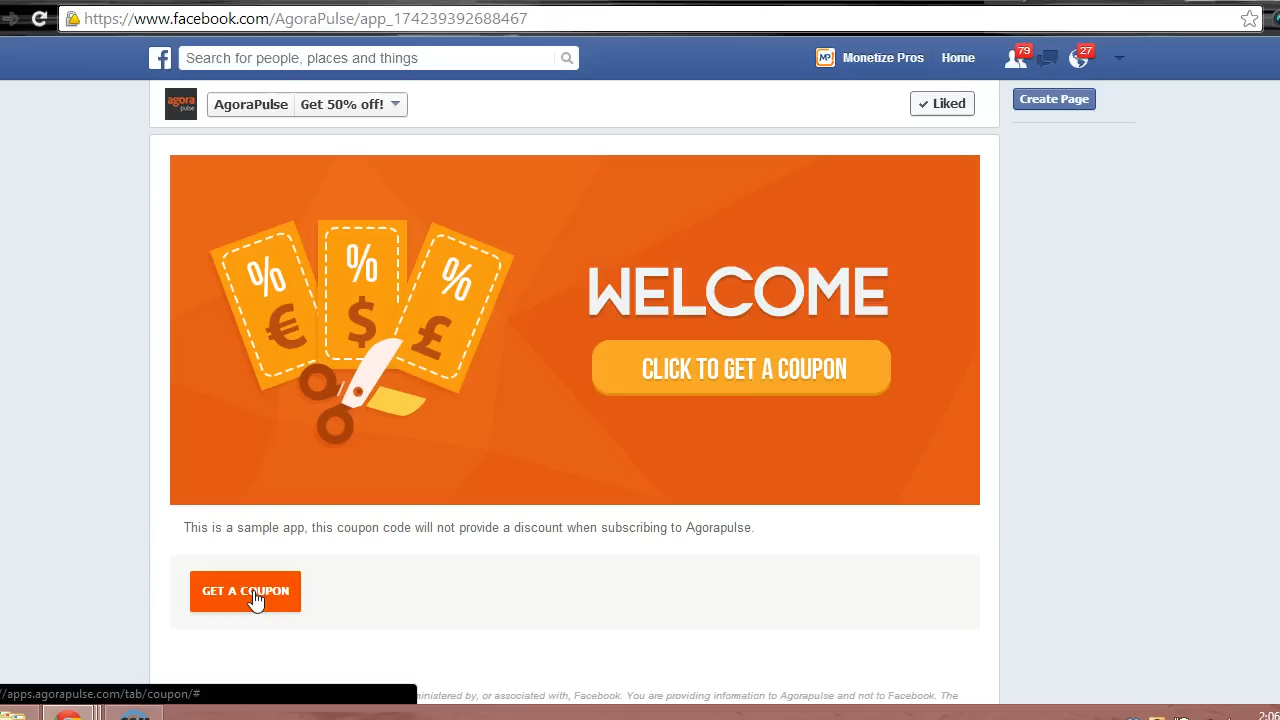 https://www.facebook.com/AgoraPulse/app_174239392688467
Search for people, places and things
MP
Monetize Pros
Home
79
27
agora
pulse
AgoraPulse
Get 50% off!
✓ Liked
Create Page
% € % $ % £
WELCOME
CLICK TO GET A COUPON
This is a sample app, this coupon code will not provide a discount when subscribing to Agorapulse.
GET A COUPON
//apps.agorapulse.com/tab/coupon/#
by, or associated with, Facebook. You are providing information to Agorapulse and not to Facebook. The